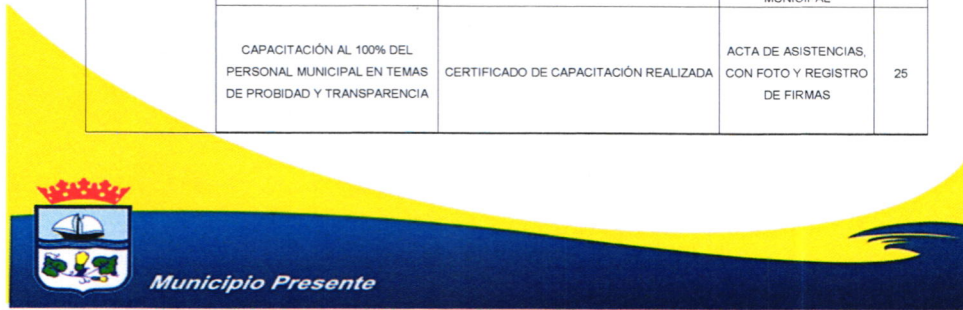 MUNICIPAL
CAPACITACIÓN AL 100% DEL
PERSONAL MUNICIPAL EN TEMAS
DE PROBIDAD Y TRANSPARENCIA
CERTIFICADO DE CAPACITACIÓN REALIZADA
ACTA DE ASISTENCIAS,
CON FOTO Y REGISTRO
DE FIRMAS
25
Municipio Presente